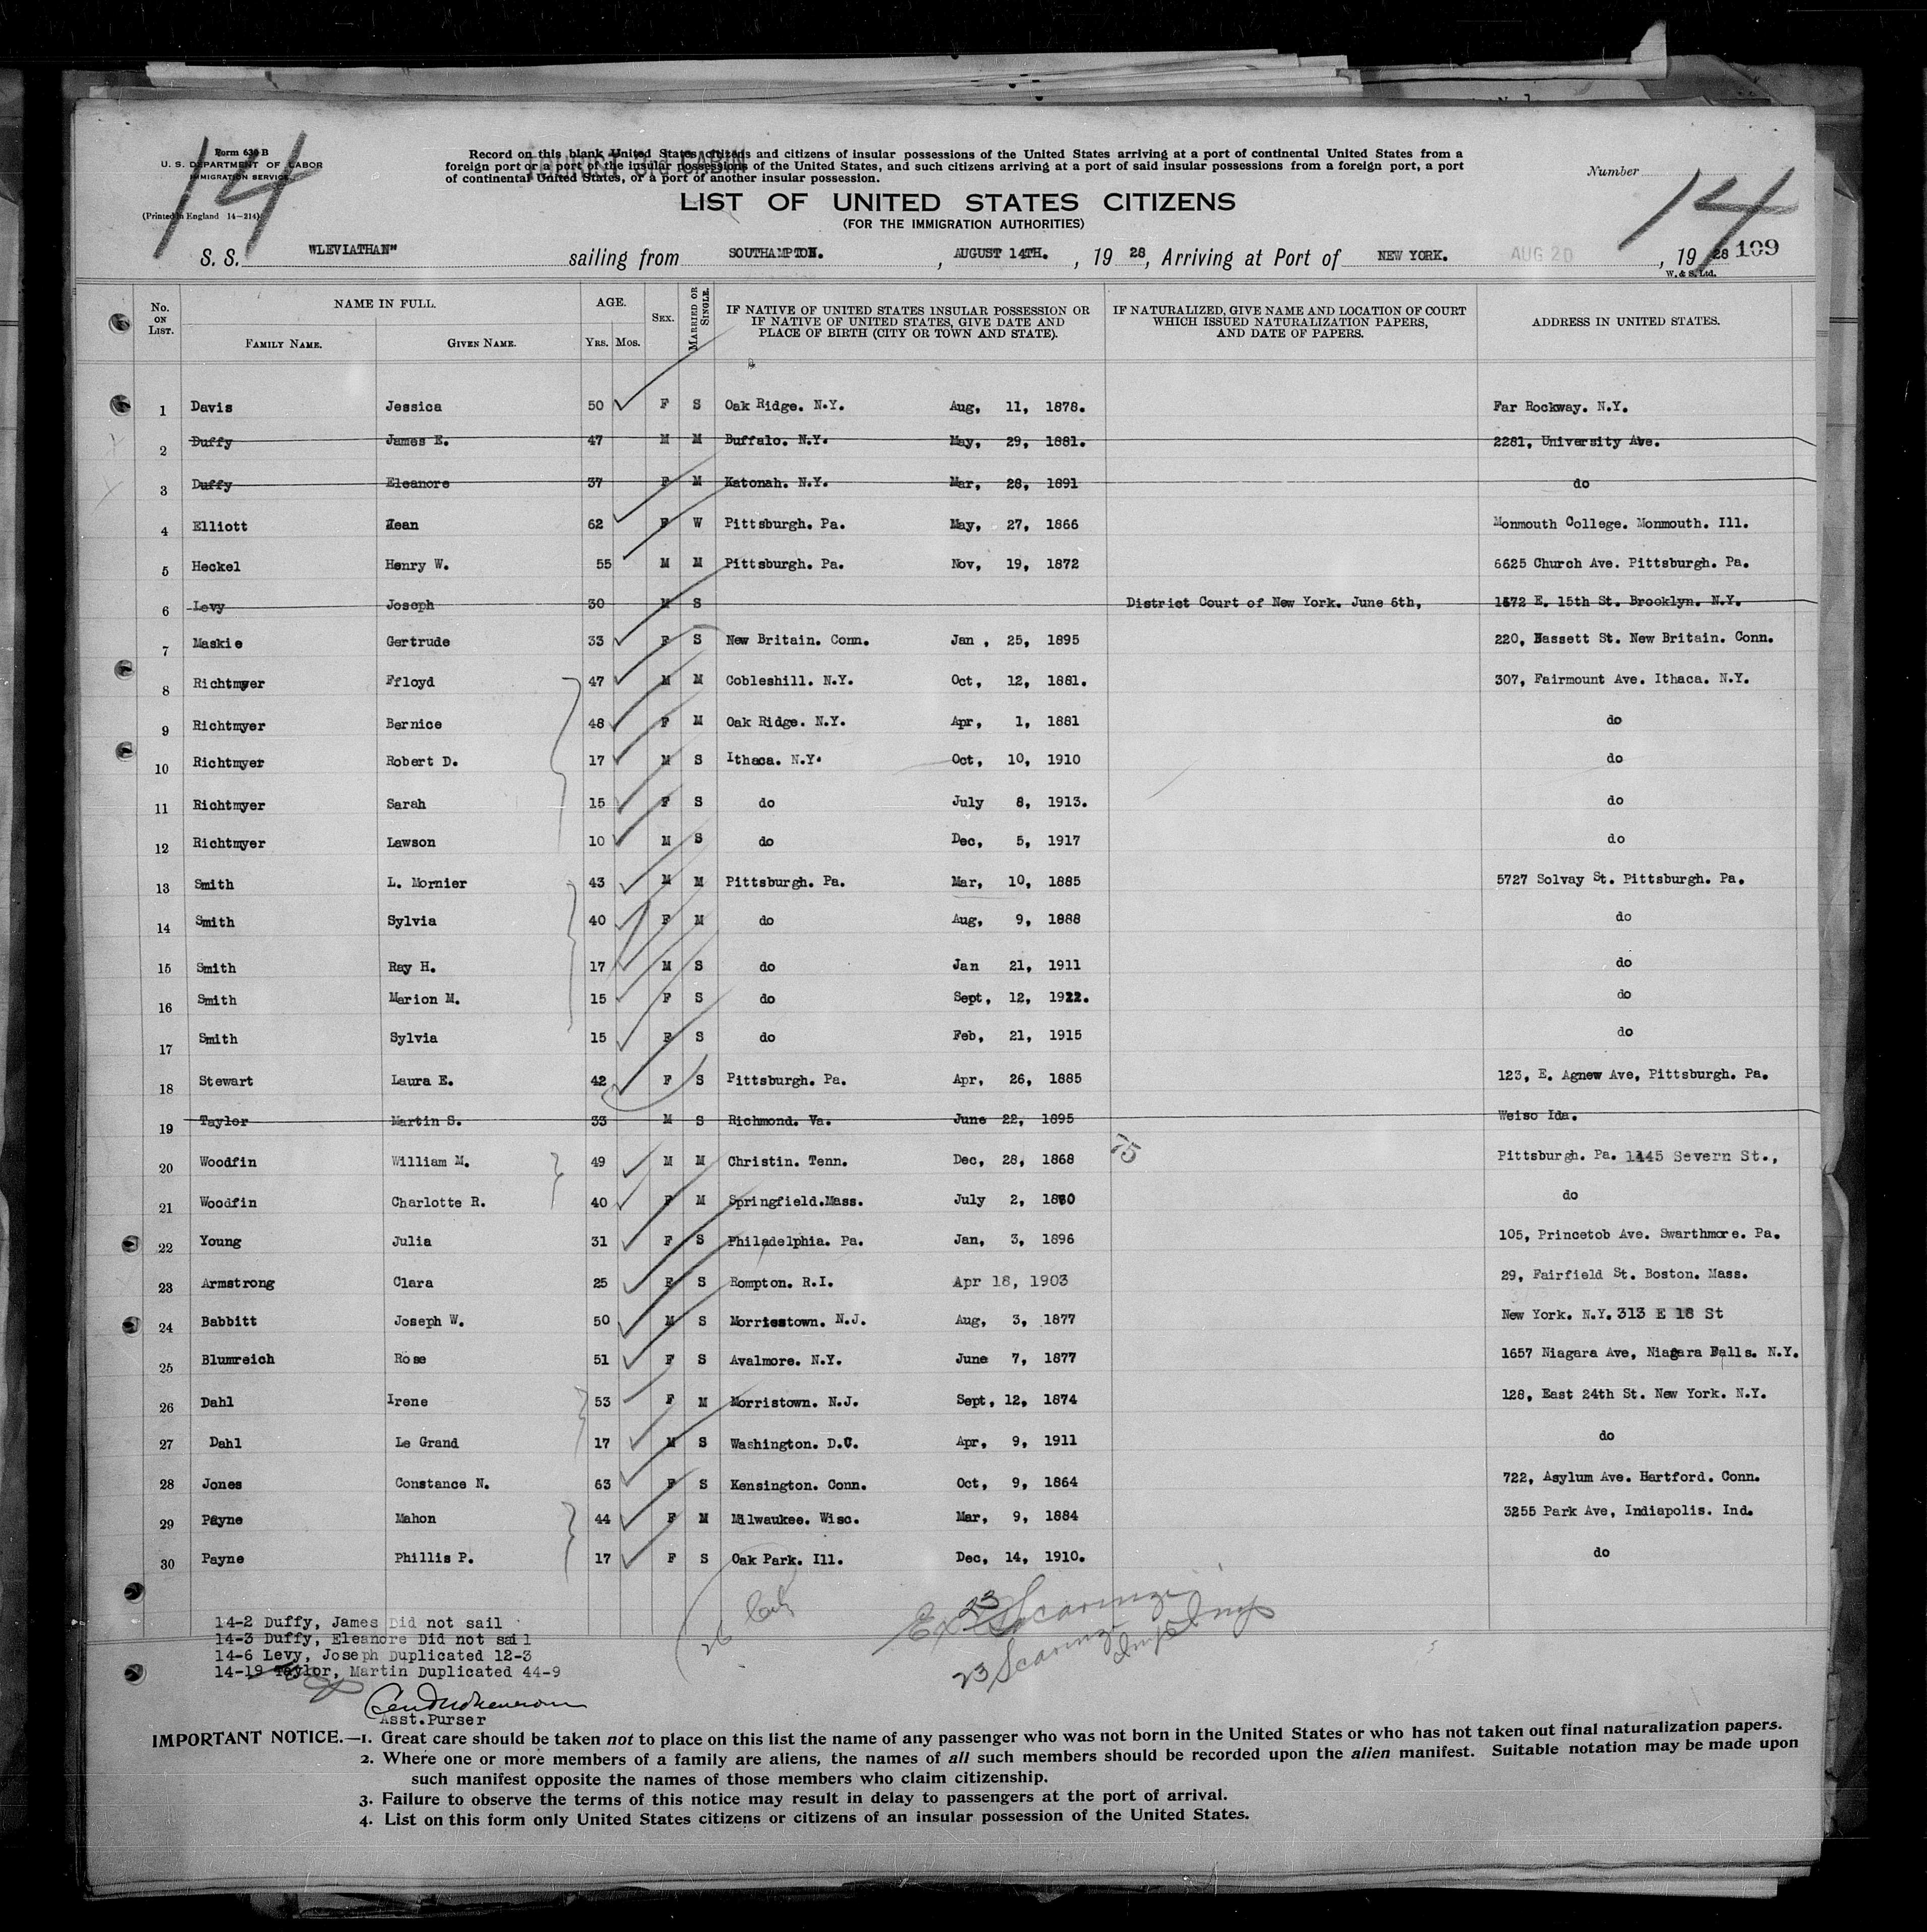 14
Form 630 B
U. S. DEPARTMENT OF LABOR
IMMIGRATION SERVICE
(Printed in England 14-214)
TOURIST 3rd CABIN
Record on this blank United States citizens and citizens of insular possessions of the United States arriving at a port of continental United States from a
foreign port or a port of the insular possessions of the United States, and such citizens arriving at a port of said insular possessions from a foreign port, a port
of continental United States, or a port of another insular possession.
Number
14
LIST OF UNITED STATES CITIZENS
(FOR THE IMMIGRATION AUTHORITIES)
S. S. WLEVIATHAN" sailing from SOUTHAMPTON. , AUGUST 14TH. , 19 28, Arriving at Port of NEW YORK. AUG 20 , 19 28 109
W. & S. Ltd.
No. ON LIST. NAME IN FULL. AGE. SEX. MARRIED OR SINGLE. IF NATIVE OF UNITED STATES INSULAR POSSESSION OR IF NATIVE OF UNITED STATES, GIVE DATE AND PLACE OF BIRTH (CITY OR TOWN AND STATE). IF NATURALIZED, GIVE NAME AND LOCATION OF COURT WHICH ISSUED NATURALIZATION PAPERS, AND DATE OF PAPERS. ADDRESS IN UNITED STATES.
FAMILY NAME. GIVEN NAME. YRS. MOS.
1 Davis Jessica 50 F S Oak Ridge. N.Y. Aug, 11, 1878. Far Rockway. N.Y.
2 Duffy James E. 47 M M Buffalo. N.Y. May, 29, 1881. 2281, University Ave.
3 Duffy Eleanore 37 F M Katonah. N.Y. Mar, 28, 1891 do
4 Elliott Jean 62 F W Pittsburgh. Pa. May, 27, 1866 Monmouth College. Monmouth. Ill.
5 Heckel Henry W. 55 M M Pittsburgh. Pa. Nov, 19, 1872 6625 Church Ave. Pittsburgh. Pa.
6 Levy Joseph 30 M S District Court of New York. June 6th, 1572 E. 15th St. Brooklyn. N.Y.
7 Maskie Gertrude 33 F S New Britain. Conn. Jan , 25, 1895 220, Bassett St. New Britain. Conn.
8 Richtmyer Ffloyd 47 M M Cobleshill. N.Y. Oct, 12, 1881. 307, Fairmount Ave. Ithaca. N.Y.
9 Richtmyer Bernice 48 F M Oak Ridge. N.Y. Apr, 1, 1881 do
10 Richtmyer Robert D. 17 M S Ithaca. N.Y. Oct, 10, 1910 do
11 Richtmyer Sarah 15 F S do July 8, 1913. do
12 Richtmyer Lawson 10 M S do Dec, 5, 1917 do
13 Smith L. Mornier 43 M M Pittsburgh. Pa. Mar, 10, 1885 5727 Solvay St. Pittsburgh. Pa.
14 Smith Sylvia 40 F M do Aug, 9, 1888 do
15 Smith Ray H. 17 M S do Jan 21, 1911 do
16 Smith Marion M. 15 F S do Sept, 12, 1922. do
17 Smith Sylvia 15 F S do Feb, 21, 1915 do
18 Stewart Laura E. 42 F S Pittsburgh. Pa. Apr, 26, 1885 123, E. Agnew Ave, Pittsburgh. Pa.
19 Taylor Martin S. 33 M S Richmond. Va. June 22, 1895 Weiso Ida.
75
20 Woodfin William M. 49 M M Christin. Tenn. Dec, 28, 1868 Pittsburgh. Pa. 1445 Severn St.,
21 Woodfin Charlotte R. 40 F M Springfield.Mass. July 2, 1880 do
22 Young Julia 31 F S Philadelphia. Pa. Jan, 3, 1896 105, Princetob Ave. Swarthmore. Pa.
23 Armstrong Clara 25 F S Rompton. R.I. Apr 18, 1903 29, Fairfield St. Boston. Mass.
24 Babbitt Joseph W. 50 M S Morriestown. N.J. Aug, 3, 1877 New York. N.Y. 313 E 18 St
25 Blumreich Rose 51 F S Avalmore. N.Y. June 7, 1877 1657 Niagara Ave, Niagara Falls. N.Y.
26 Dahl Irene 53 F M Morristown. N.J. Sept, 12, 1874 128, East 24th St. New York. N.Y.
27 Dahl Le Grand 17 M S Washington. D.C. Apr, 9, 1911 do
28 Jones Constance N. 63 F S Kensington. Conn. Oct, 9, 1864 722, Asylum Ave. Hartford. Conn.
29 Payne Mahon 44 F M Milwaukee. Wisc. Mar, 9, 1884 3255 Park Ave, Indiapolis. Ind.
30 Payne Phillis P. 17 F S Oak Park. Ill. Dec, 14, 1910. do
26
Ex 23 Scarinzi
23 Scarinzi Insp
14-2 Duffy, James Did not sail
14-3 Duffy, Eleanore Did not sail
14-6 Levy, Joseph Duplicated 12-3
14-19 Taylor, Martin Duplicated 44-9
Asst.Purser
IMPORTANT NOTICE.—1. Great care should be taken not to place on this list the name of any passenger who was not born in the United States or who has not taken out final naturalization papers.
2. Where one or more members of a family are aliens, the names of all such members should be recorded upon the alien manifest. Suitable notation may be made upon
such manifest opposite the names of those members who claim citizenship.
3. Failure to observe the terms of this notice may result in delay to passengers at the port of arrival.
4. List on this form only United States citizens or citizens of an insular possession of the United States.